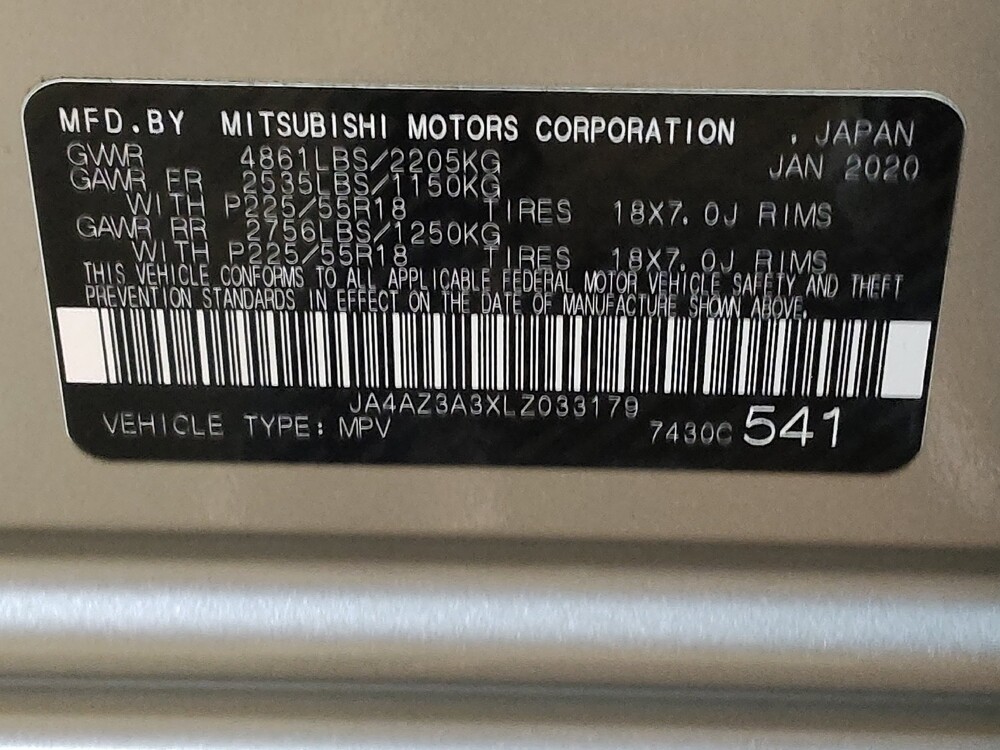 MFD.BY MITSUBISHI MOTORS CORPORATION , JAPAN
GVWR 4861LBS/2205KG JAN 2020
GAWR FR 2535LBS/1150KG
WITH P225/55R18 TIRES 18X7.0J RIMS
GAWR RR 2756LBS/1250KG
WITH P225/55R18 TIRES 18X7.0J RIMS
THIS VEHICLE CONFORMS TO ALL APPLICABLE FEDERAL MOTOR VEHICLE SAFETY AND THEFT
PREVENTION STANDARDS IN EFFECT ON THE DATE OF MANUFACTURE SHOWN ABOVE.
JA4AZ3A3XLZ033179
VEHICLE TYPE: MPV 7430C 541